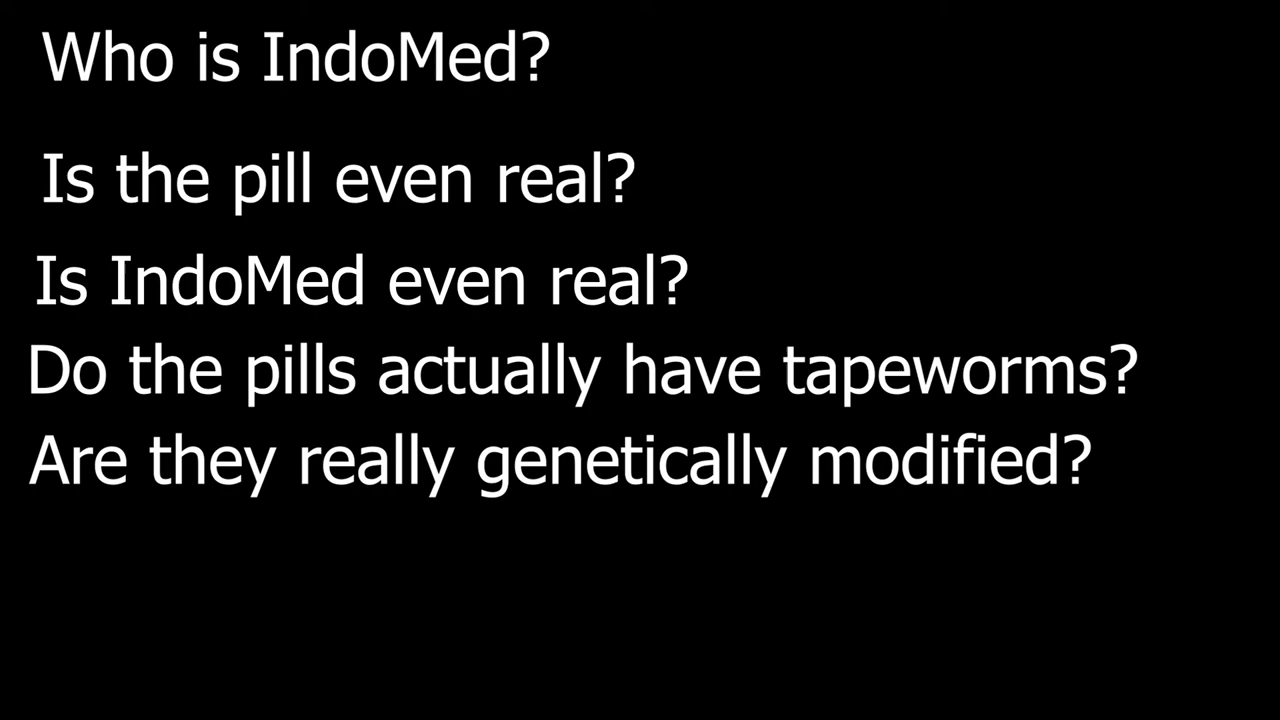 Who is IndoMed?
Is the pill even real?
Is IndoMed even real?
Do the pills actually have tapeworms?
Are they really genetically modified?